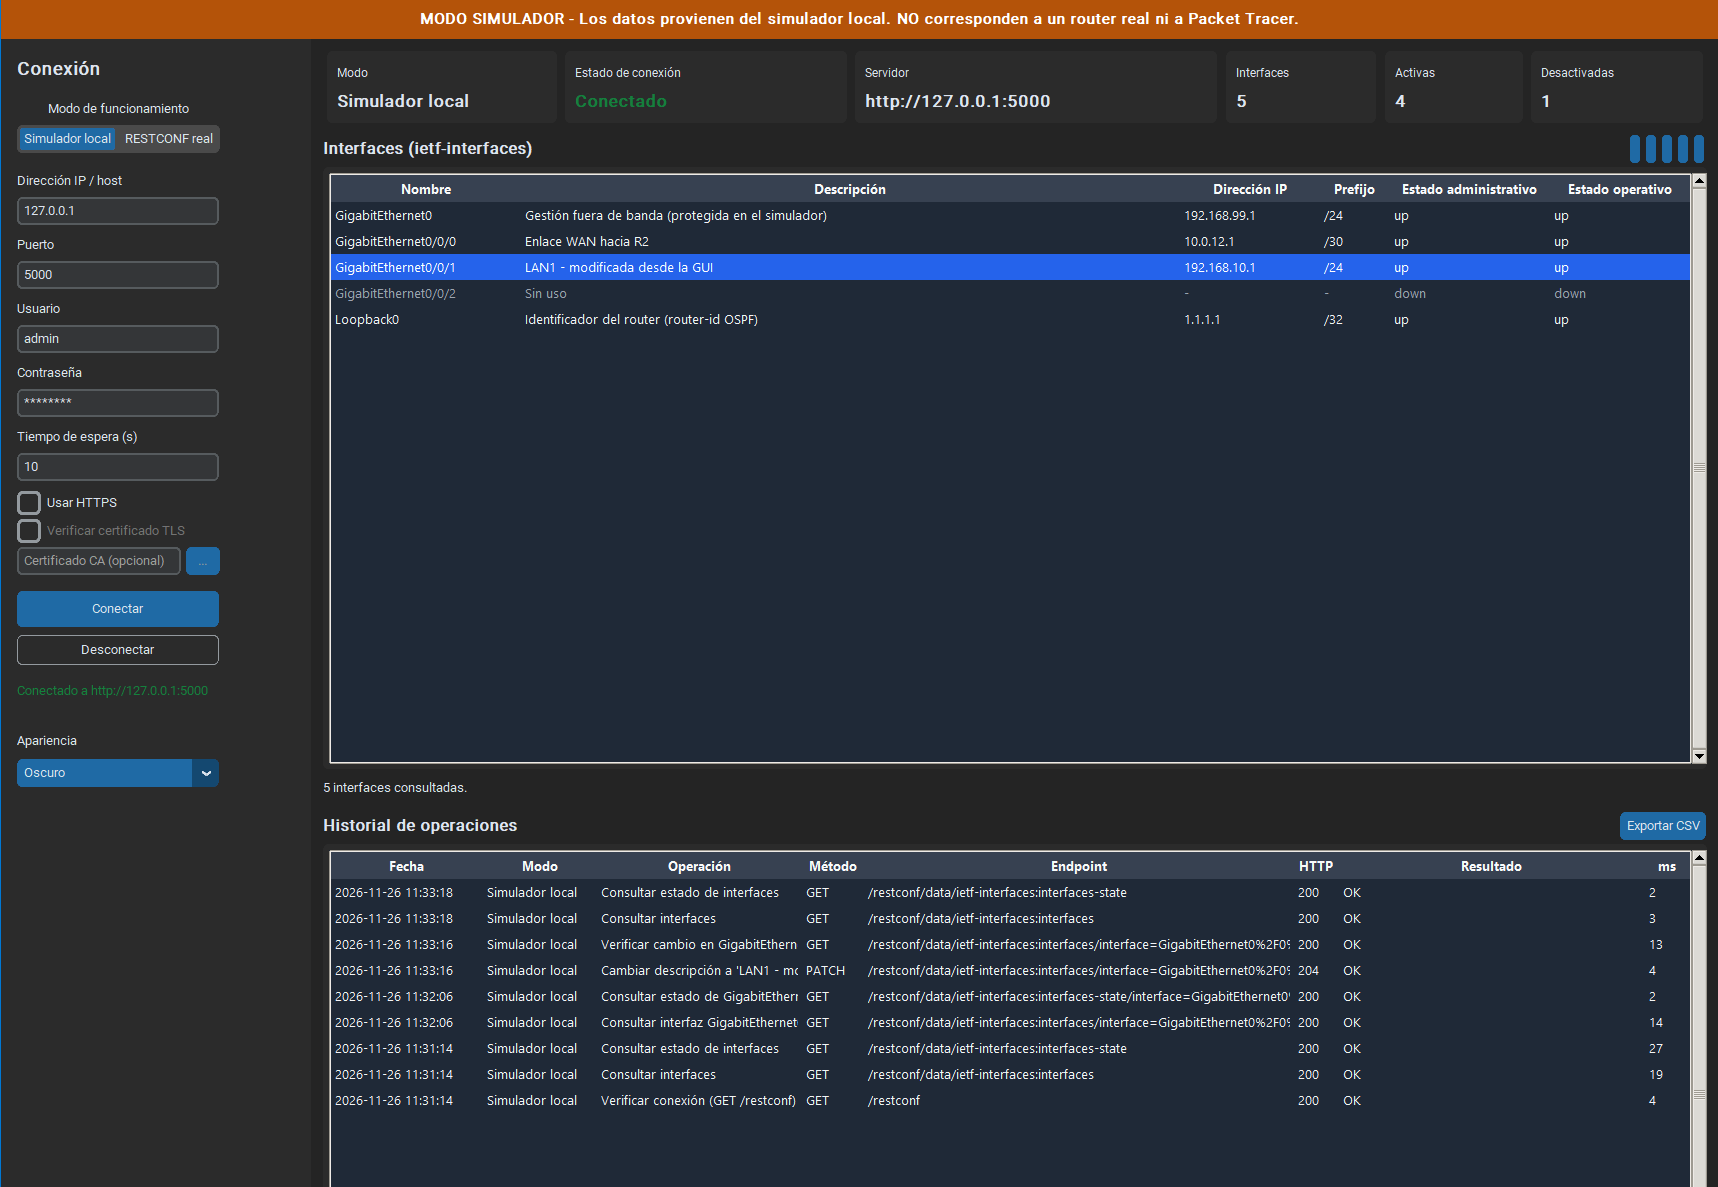 MODO SIMULADOR - Los datos provienen del simulador local. NO corresponden a un router real ni a Packet Tracer.
Conexión
Modo de funcionamiento
Simulador local RESTCONF real
Dirección IP / host
127.0.0.1
Puerto
5000
Usuario
admin
Contraseña
********
Tiempo de espera (s)
10
Usar HTTPS
Verificar certificado TLS
Certificado CA (opcional) ...
Conectar
Desconectar
Conectado a http://127.0.0.1:5000
Apariencia
Oscuro
Modo Estado de conexión Servidor Interfaces Activas Desactivadas
Simulador local Conectado http://127.0.0.1:5000 5 4 1
Interfaces (ietf-interfaces)
Nombre Descripción Dirección IP Prefijo Estado administrativo Estado operativo
GigabitEthernet0 Gestión fuera de banda (protegida en el simulador) 192.168.99.1 /24 up up
GigabitEthernet0/0/0 Enlace WAN hacia R2 10.0.12.1 /30 up up
GigabitEthernet0/0/1 LAN1 - modificada desde la GUI 192.168.10.1 /24 up up
GigabitEthernet0/0/2 Sin uso - - down down
Loopback0 Identificador del router (router-id OSPF) 1.1.1.1 /32 up up
5 interfaces consultadas.
Historial de operaciones
Exportar CSV
Fecha Modo Operación Método Endpoint HTTP Resultado ms
2026-11-26 11:33:18 Simulador local Consultar estado de interfaces GET /restconf/data/ietf-interfaces:interfaces-state 200 OK 2
2026-11-26 11:33:18 Simulador local Consultar interfaces GET /restconf/data/ietf-interfaces:interfaces 200 OK 3
2026-11-26 11:33:16 Simulador local Verificar cambio en GigabitEthern GET /restconf/data/ietf-interfaces:interfaces/interface=GigabitEthernet0%2F0% 200 OK 13
2026-11-26 11:33:16 Simulador local Cambiar descripción a 'LAN1 - mo PATCH /restconf/data/ietf-interfaces:interfaces/interface=GigabitEthernet0%2F0% 204 OK 4
2026-11-26 11:32:06 Simulador local Consultar estado de GigabitEthern GET /restconf/data/ietf-interfaces:interfaces-state/interface=GigabitEthernet0% 200 OK 2
2026-11-26 11:32:06 Simulador local Consultar interfaz GigabitEthernet GET /restconf/data/ietf-interfaces:interfaces/interface=GigabitEthernet0%2F0% 200 OK 14
2026-11-26 11:31:14 Simulador local Consultar estado de interfaces GET /restconf/data/ietf-interfaces:interfaces-state 200 OK 27
2026-11-26 11:31:14 Simulador local Consultar interfaces GET /restconf/data/ietf-interfaces:interfaces 200 OK 19
2026-11-26 11:31:14 Simulador local Verificar conexión (GET /restconf) GET /restconf 200 OK 4